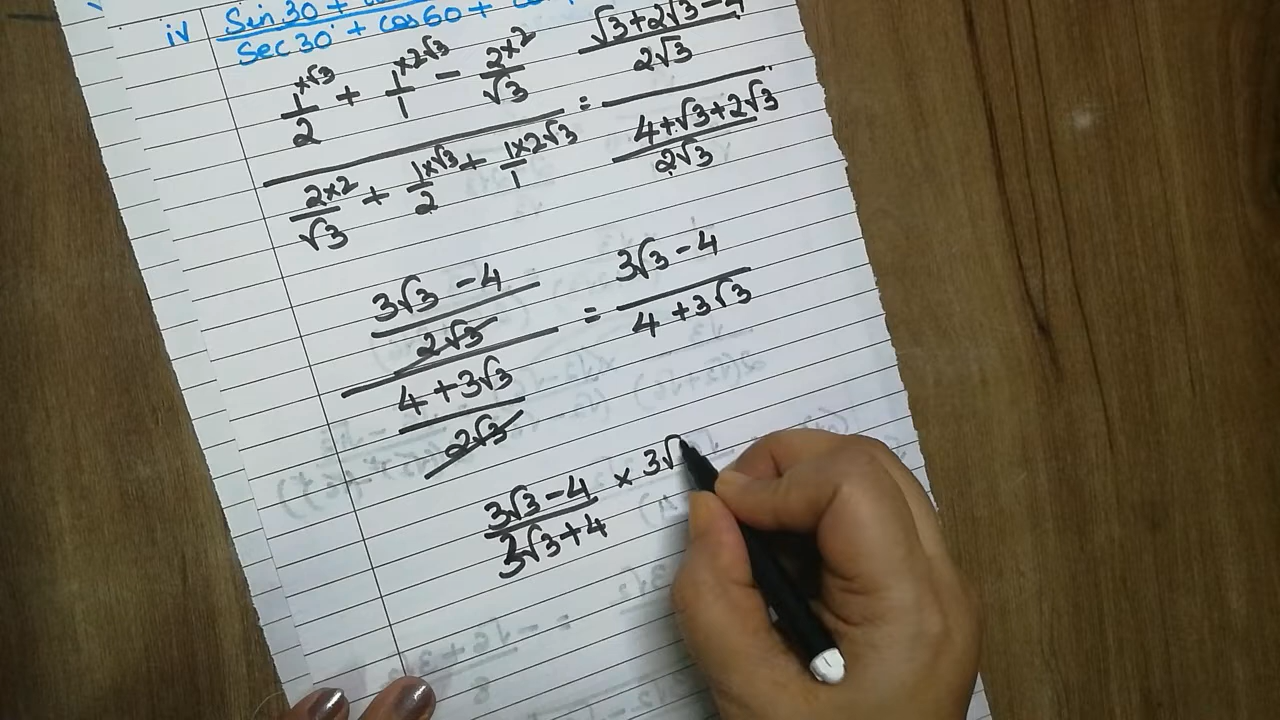 iv Sin 30 +
Sec 30° + cos 60 +
1×√3/2 + 1×2√3/1 − 2×2/√3 = √3+2√3−4/2√3
2×2/√3 + 1×√3/2 + 1×2√3/1 4+√3+2√3/2√3
3√3 − 4/2√3 = 3√3 − 4
4 + 3√3/2√3 4 + 3√3
3√3 − 4 × 3√
3√3 + 4